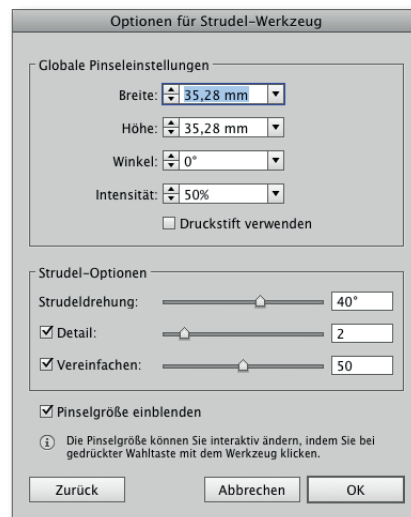 Optionen für Strudel-Werkzeug
Globale Pinseleinstellungen
Breite: 35,28 mm
Höhe: 35,28 mm
Winkel: 0°
Intensität: 50%
Druckstift verwenden
Strudel-Optionen
Strudeldrehung: 40°
Detail: 2
Vereinfachen: 50
Pinselgröße einblenden
Die Pinselgröße können Sie interaktiv ändern, indem Sie bei
gedrückter Wahltaste mit dem Werkzeug klicken.
Zurück Abbrechen OK